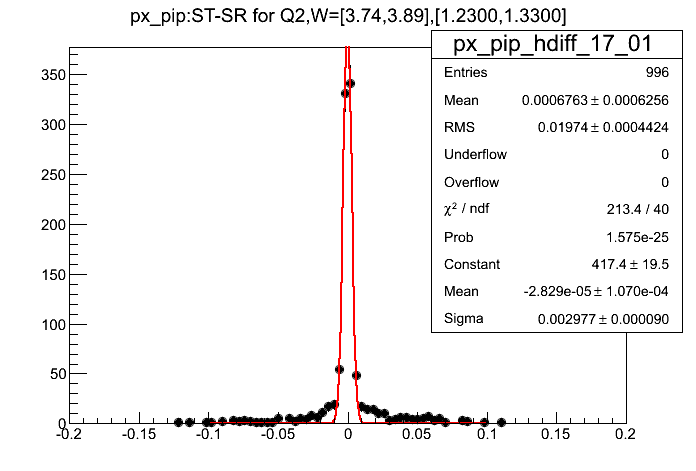 px_pip:ST-SR for Q2,W=[3.74,3.89],[1.2300,1.3300]
px_pip_hdiff_17_01
Entries 996
Mean 0.0006763 ± 0.0006256
RMS 0.01974 ± 0.0004424
Underflow 0
Overflow 0
χ² / ndf 213.4 / 40
Prob 1.575e-25
Constant 417.4 ± 19.5
Mean -2.829e-05 ± 1.070e-04
Sigma 0.002977 ± 0.000090
350
300
250
200
150
100
50
0
-0.2 -0.15 -0.1 -0.05 0 0.05 0.1 0.15 0.2